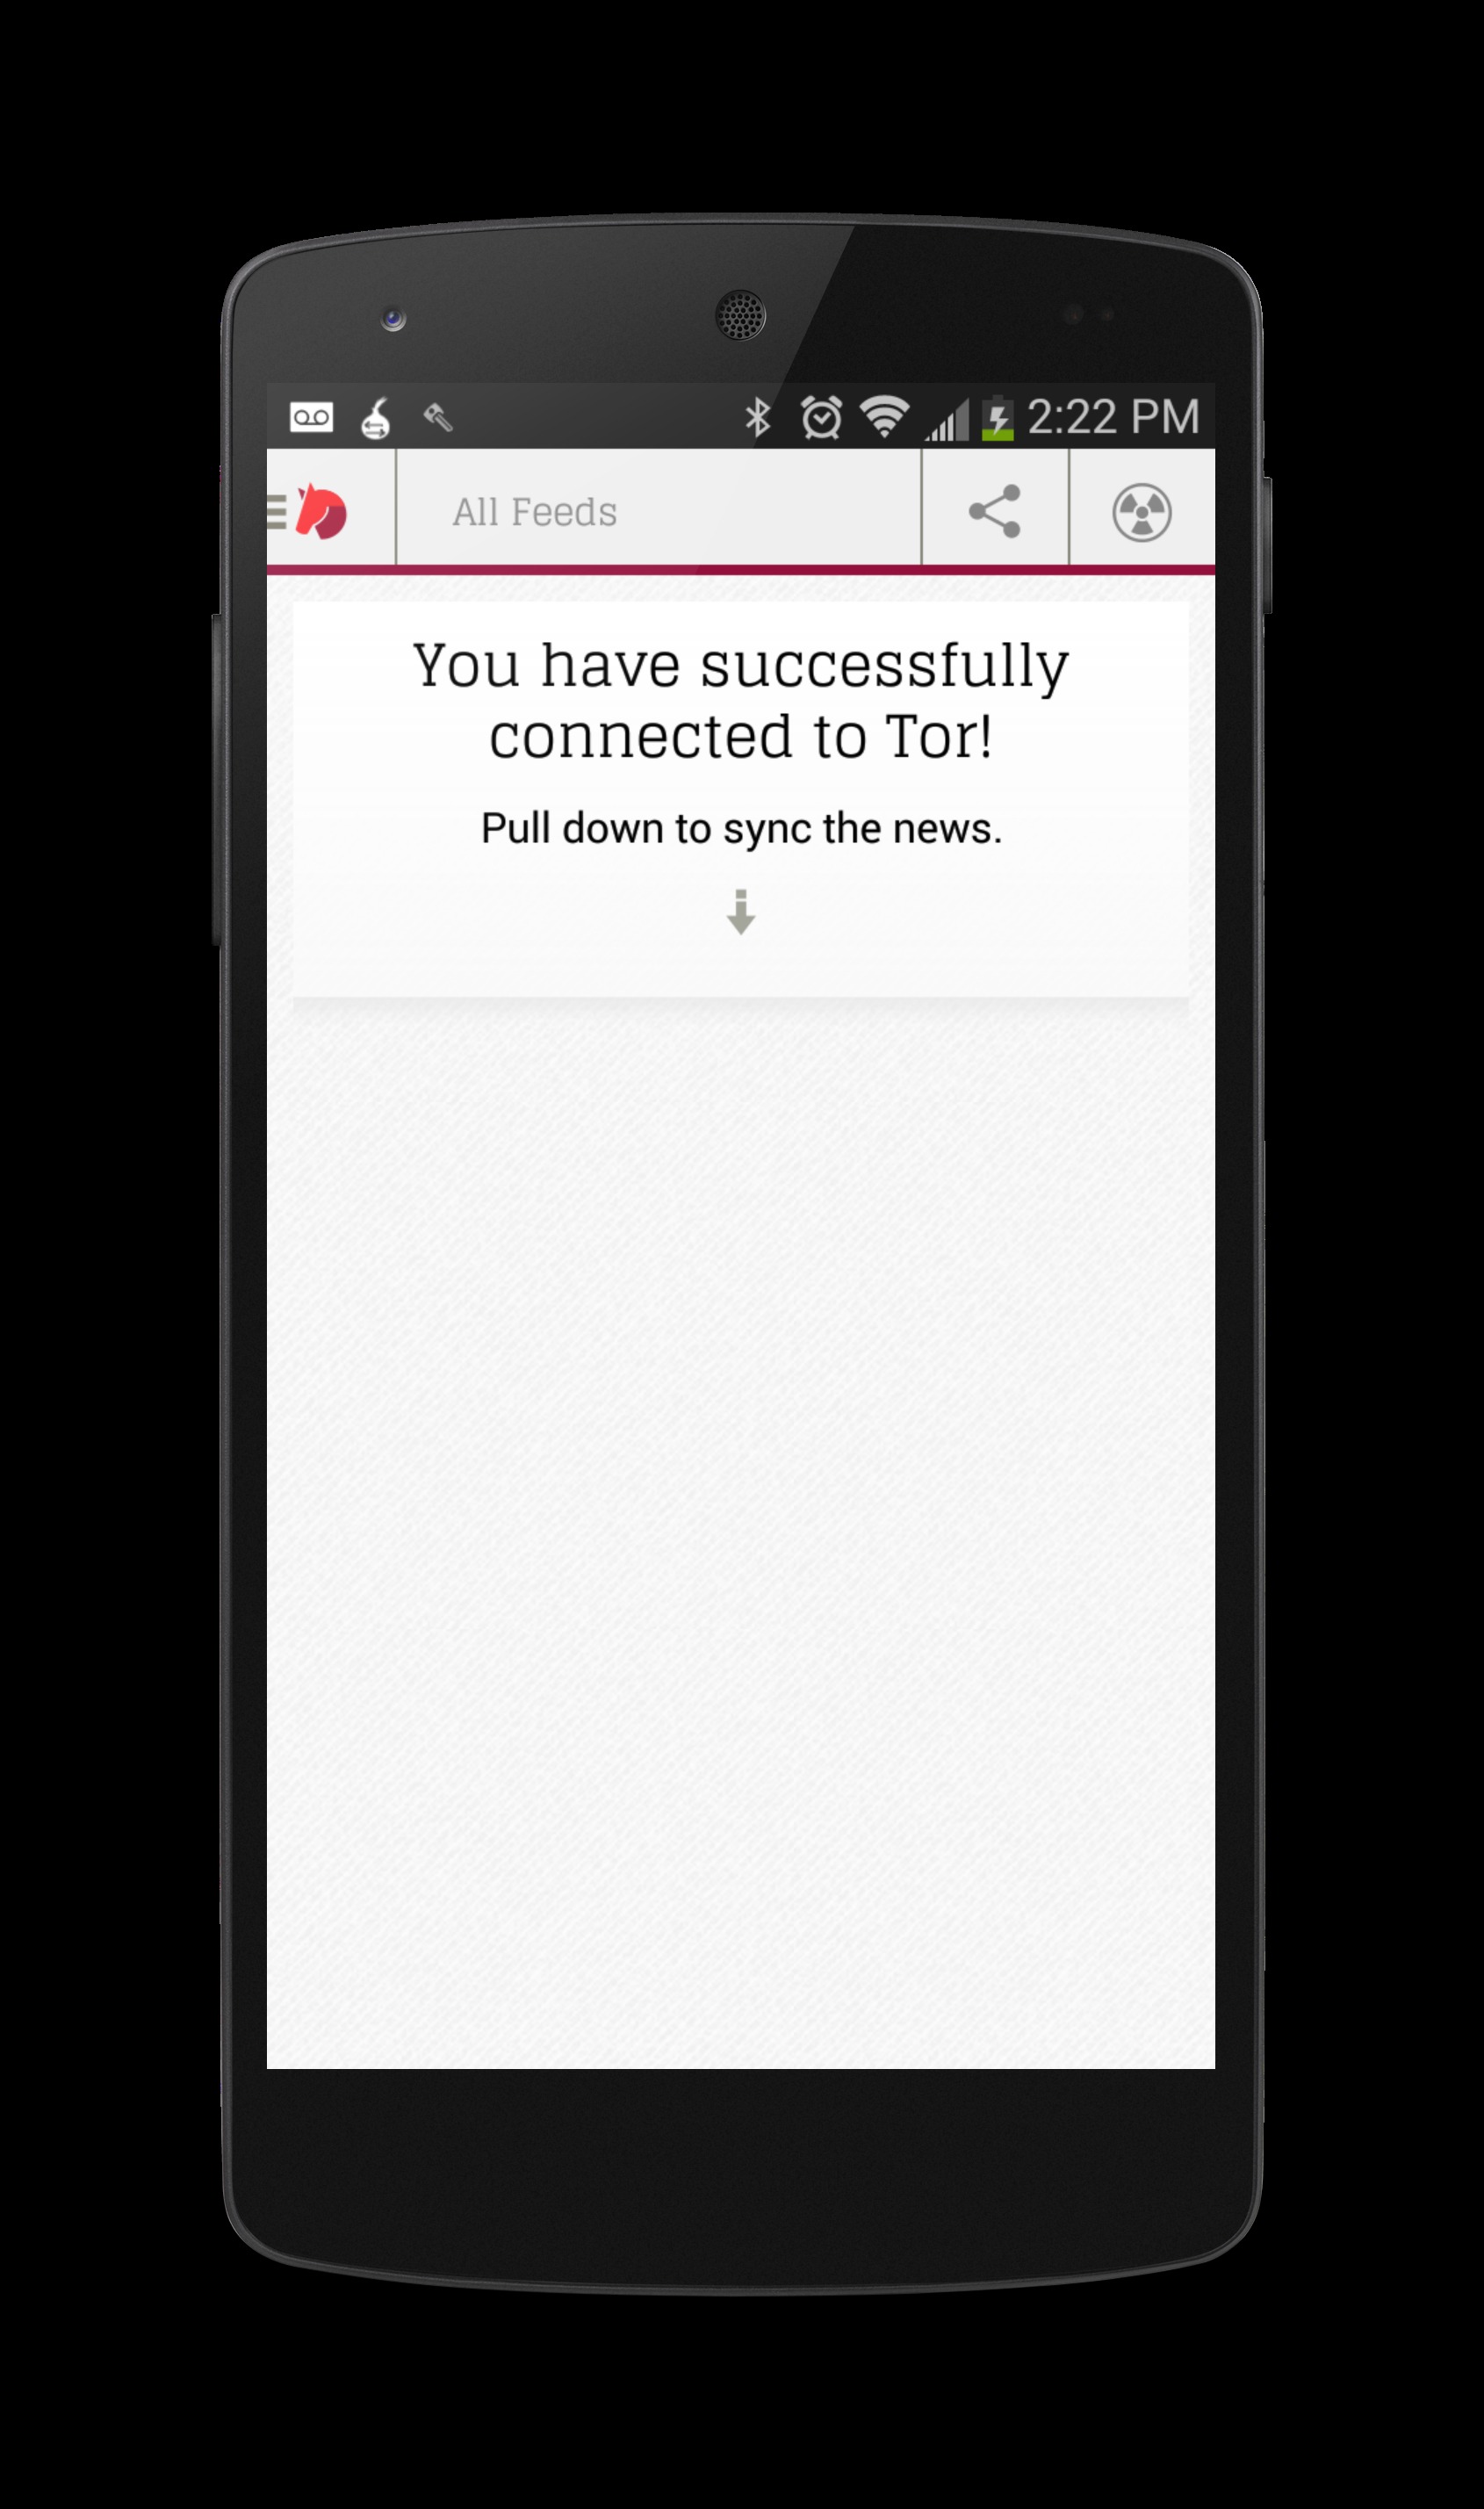 2:22 PM
All Feeds
You have successfully
connected to Tor!
Pull down to sync the news.